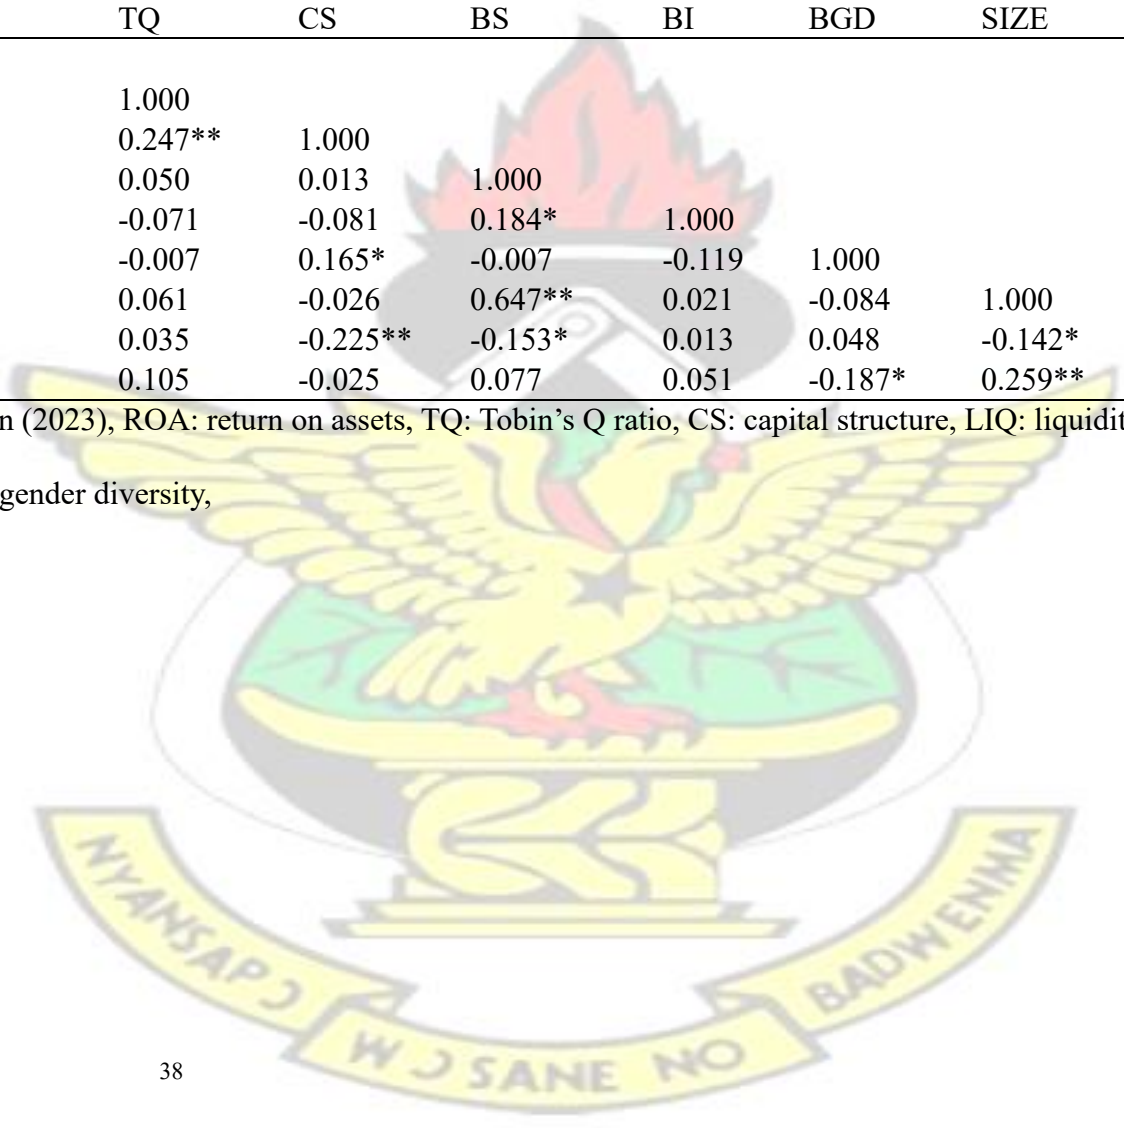 TQ CS BS BI BGD SIZE
1.000
0.247** 1.000
0.050 0.013 1.000
-0.071 -0.081 0.184* 1.000
-0.007 0.165* -0.007 -0.119 1.000
0.061 -0.026 0.647** 0.021 -0.084 1.000
0.035 -0.225** -0.153* 0.013 0.048 -0.142*
0.105 -0.025 0.077 0.051 -0.187* 0.259**
n (2023), ROA: return on assets, TQ: Tobin’s Q ratio, CS: capital structure, LIQ: liquidit
gender diversity,
NYANSAPƆ
WƆ SANE NO
BADWENMA
38